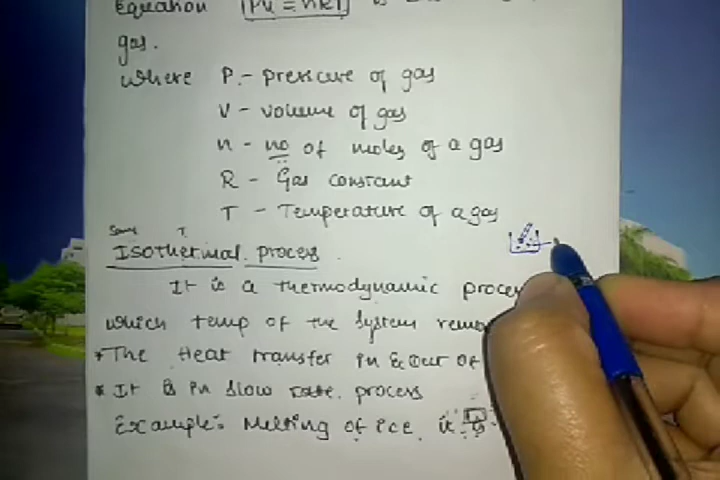 Equation PV = nRT is
gas.
where P - pressure of gas
V - volume of gas
n - no of moles of a gas
R - Gas constant
T - Temperature of a gas
Same T.
Isothermal process.
It is a thermodynamic
which temp of the System
* The Heat transfer in & out of
* It is in slow rate process
Example:- Melting of ice